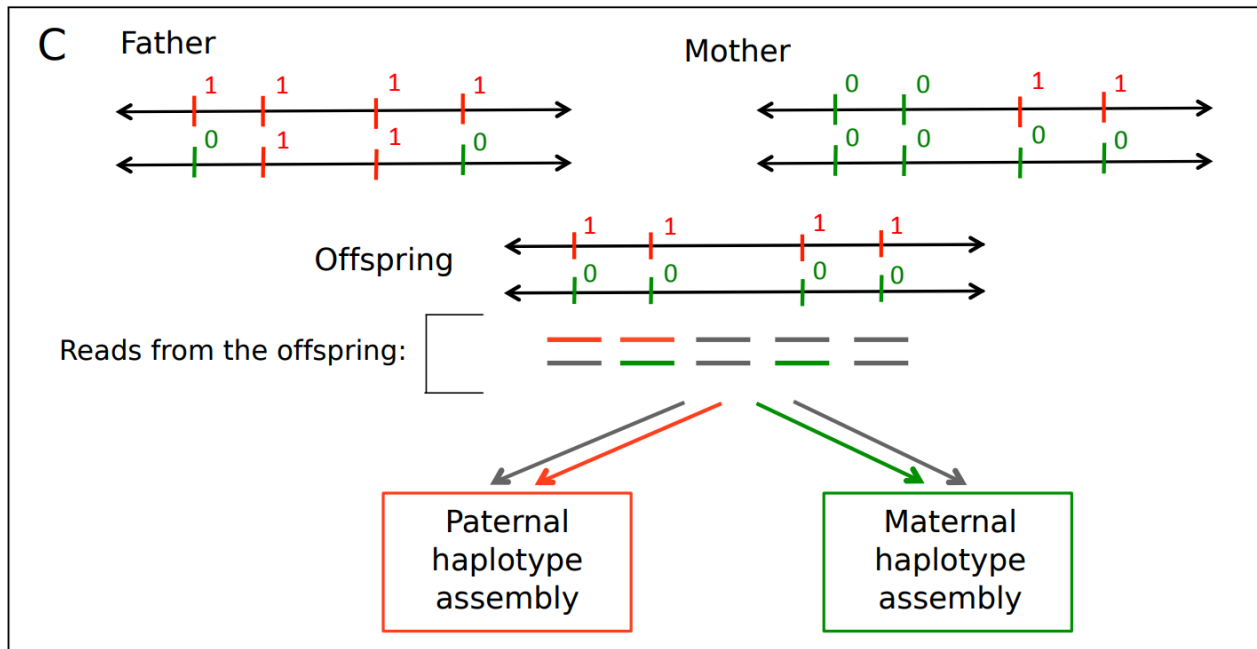 C
Father
Mother
1 1 1 1
0 1 1 0
0 0 1 1
0 0 0 0
Offspring
1 1 1 1
0 0 0 0
Reads from the offspring:
Paternal
haplotype
assembly
Maternal
haplotype
assembly